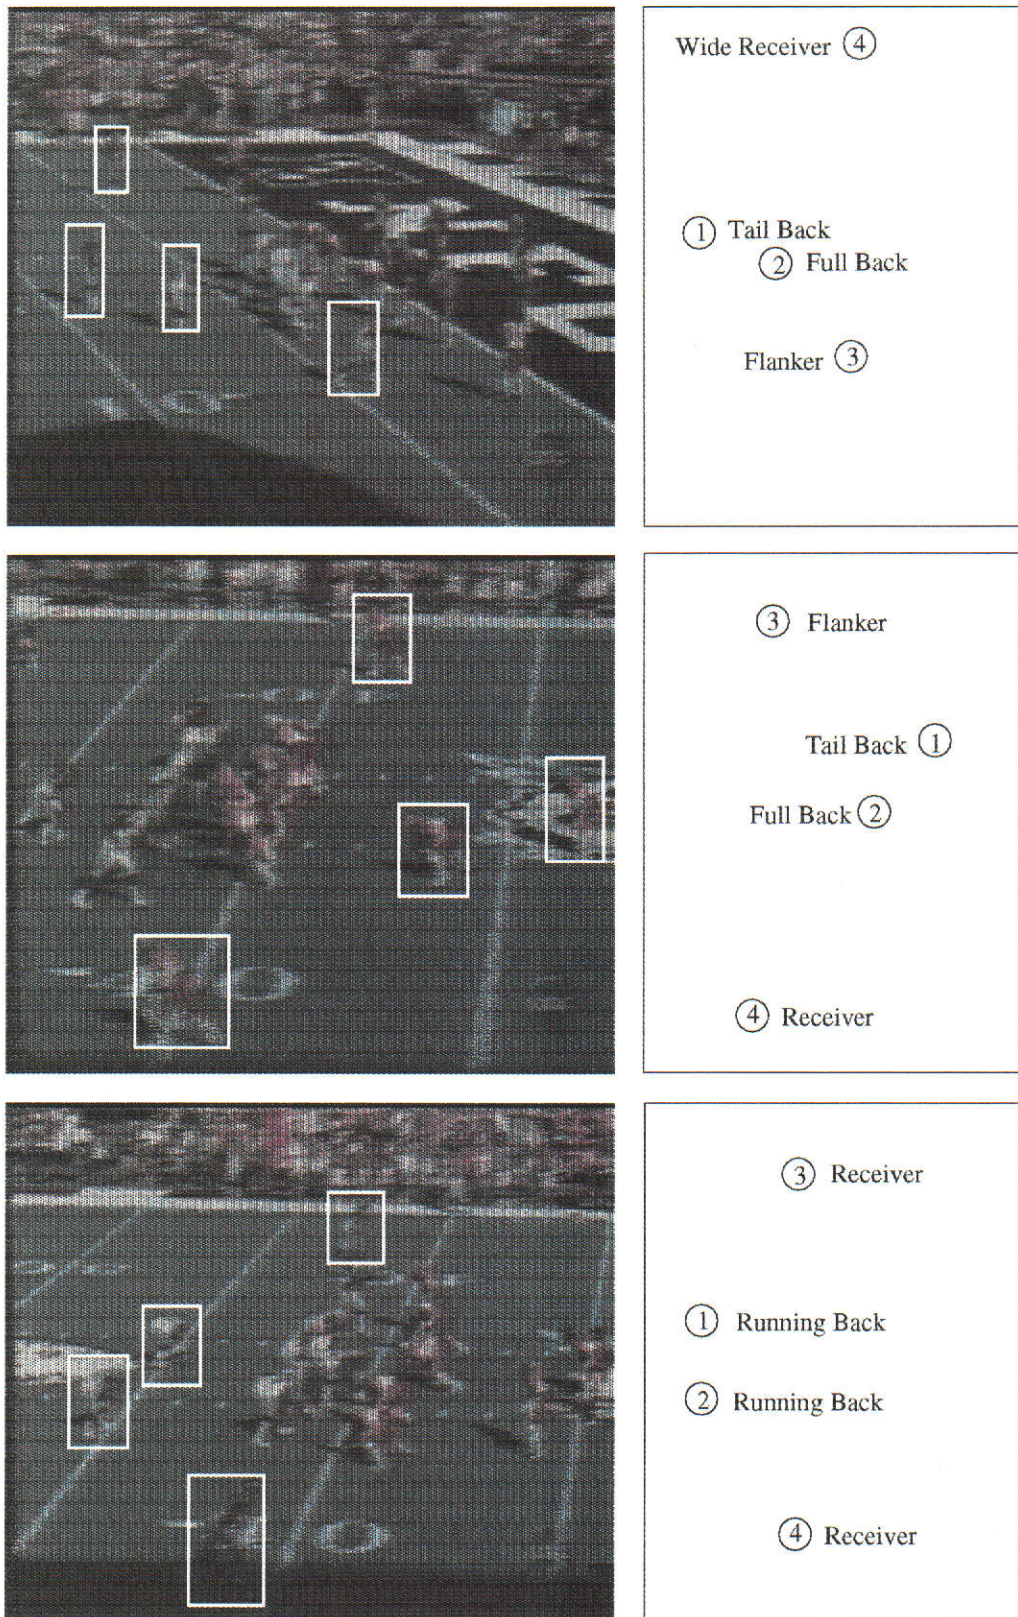 Wide Receiver 4
1 Tail Back
2 Full Back
Flanker 3
3 Flanker
Tail Back 1
Full Back 2
4 Receiver
3 Receiver
1 Running Back
2 Running Back
4 Receiver